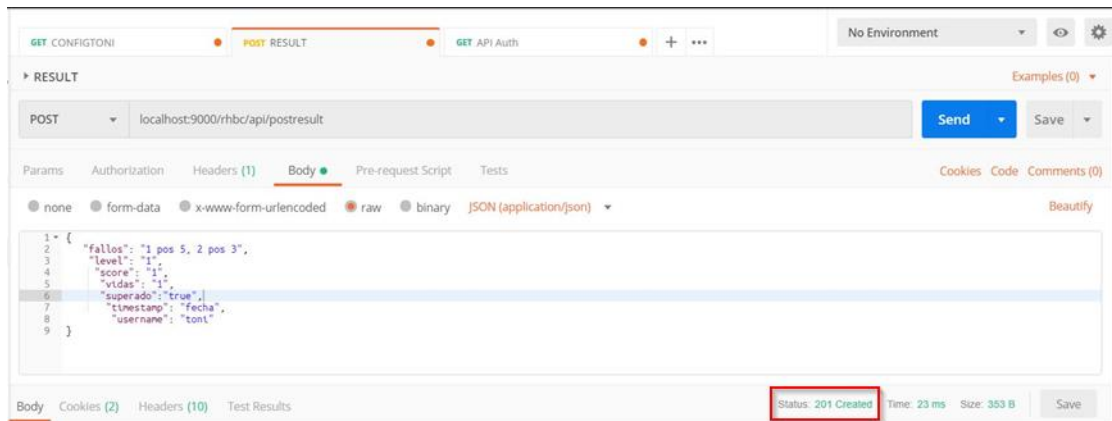 GET CONFIGTONI POST RESULT GET API Auth + ••• No Environment
RESULT Examples (0)
POST localhost:9000/rhbc/api/postresult Send Save
Params Authorization Headers (1) Body Pre-request Script Tests Cookies Code Comments (0)
none form-data x-www-form-urlencoded raw binary JSON (application/json) Beautify
1 {
2 "fallos": "1 pos 5, 2 pos 3",
3 "level": "1",
4 "score": "1",
5 "vidas": "1",
6 "superado":"true",
7 "timestamp": "fecha",
8 "username": "toni"
9 }
Body Cookies (2) Headers (10) Test Results Status: 201 Created Time: 23 ms Size: 353 B Save